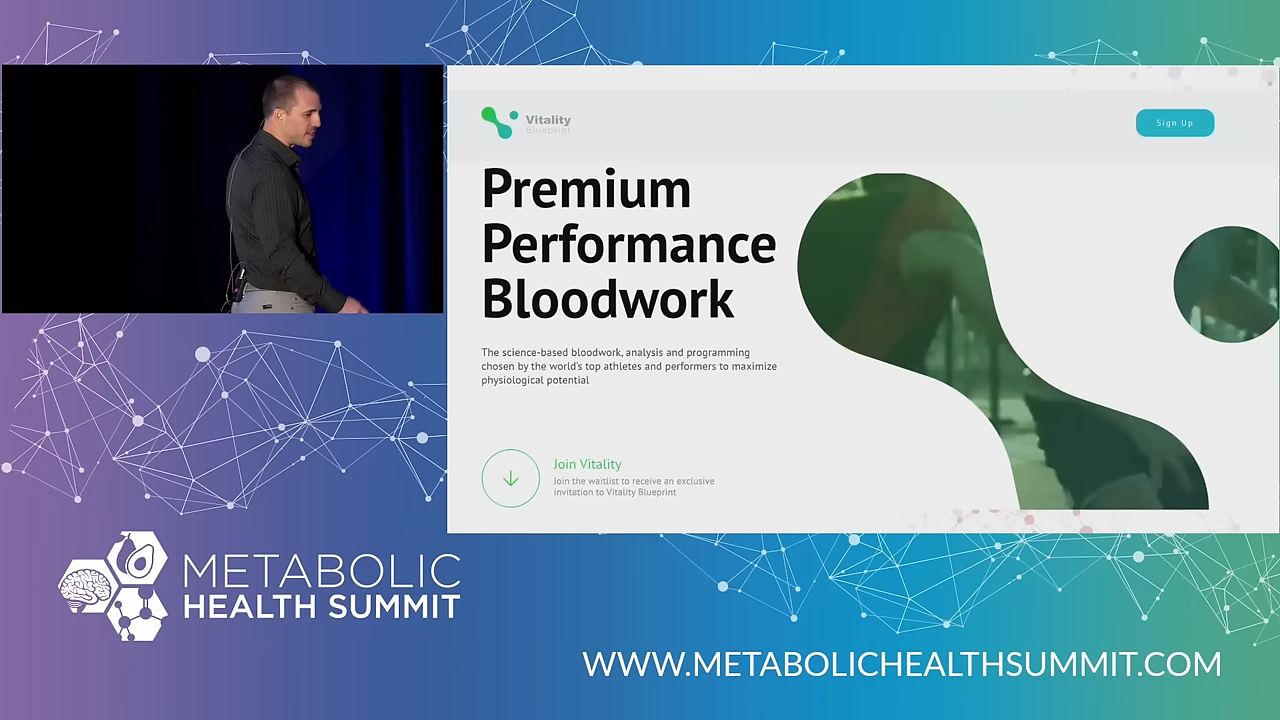 Vitality
Blueprint
Sign Up
Premium
Performance
Bloodwork
The science-based bloodwork, analysis and programming
chosen by the world's top athletes and performers to maximize
physiological potential
Join Vitality
Join the waitlist to receive an exclusive
invitation to Vitality Blueprint
METABOLIC
HEALTH SUMMIT
WWW.METABOLICHEALTHSUMMIT.COM